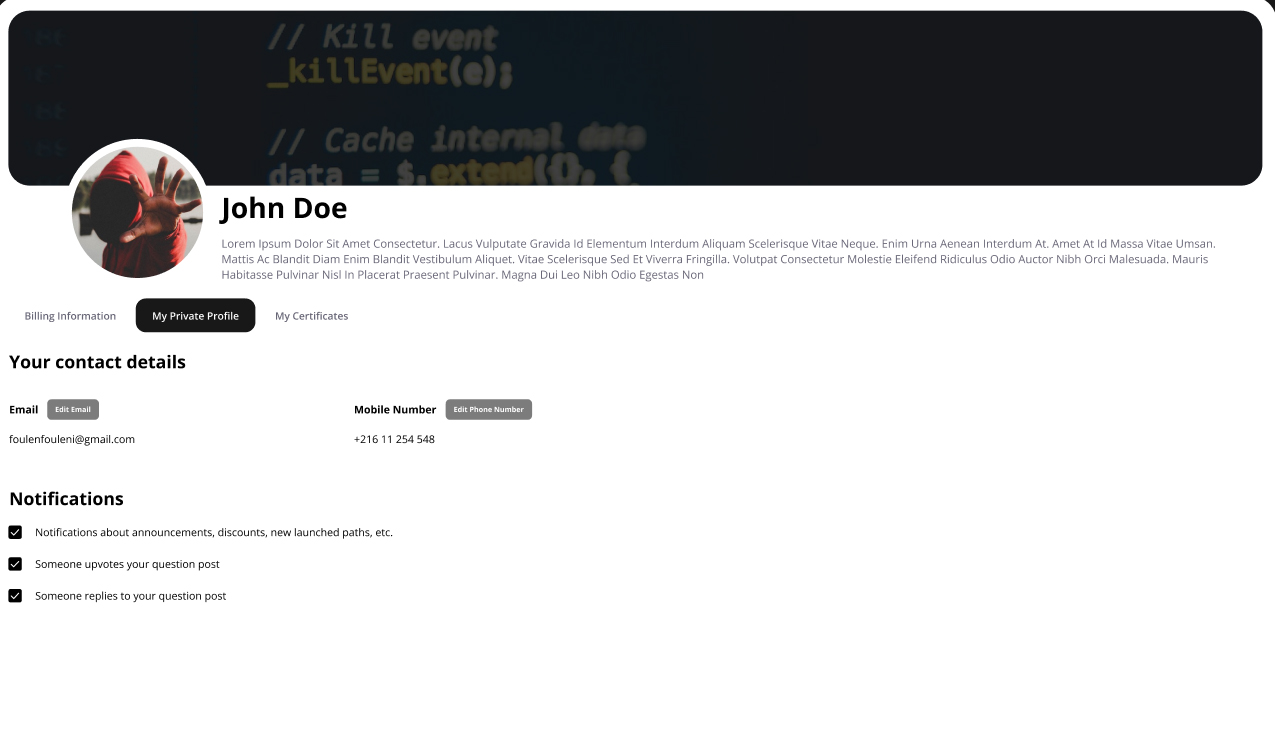 // Kill event
_killEvent(e);
// Cache internal data
data = $.extend({}, {
John Doe
Lorem Ipsum Dolor Sit Amet Consectetur. Lacus Vulputate Gravida Id Elementum Interdum Aliquam Scelerisque Vitae Neque. Enim Urna Aenean Interdum At. Amet At Id Massa Vitae Umsan.
Mattis Ac Blandit Diam Enim Blandit Vestibulum Aliquet. Vitae Scelerisque Sed Et Viverra Fringilla. Volutpat Consectetur Molestie Eleifend Ridiculus Odio Auctor Nibh Orci Malesuada. Mauris
Habitasse Pulvinar Nisl In Placerat Praesent Pulvinar. Magna Dui Leo Nibh Odio Egestas Non
Billing Information My Private Profile My Certificates
Your contact details
Email Edit Email Mobile Number Edit Phone Number
foulenfouleni@gmail.com +216 11 254 548
Notifications
Notifications about announcements, discounts, new launched paths, etc.
Someone upvotes your question post
Someone replies to your question post